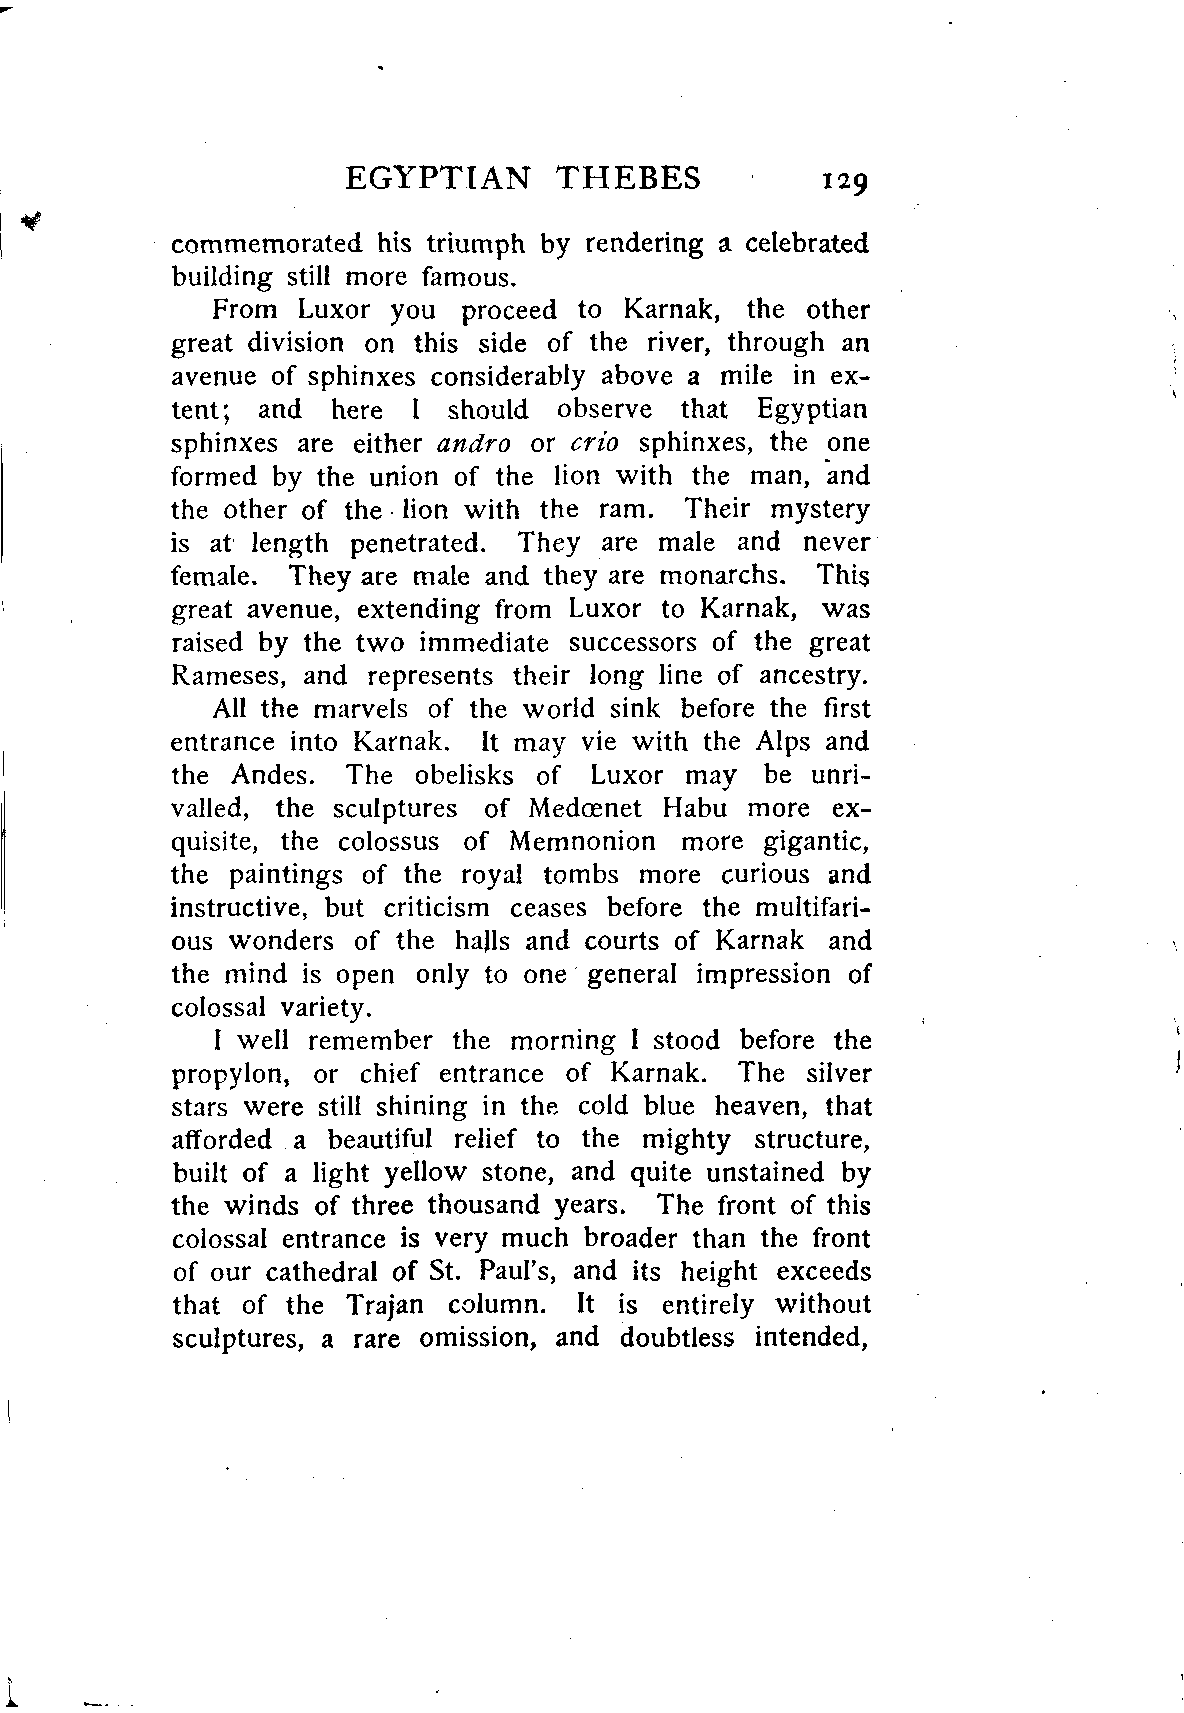 EGYPTIAN THEBES 129
commemorated his triumph by rendering a celebrated
building still more famous.
From Luxor you proceed to Karnak, the other
great division on this side of the river, through an
avenue of sphinxes considerably above a mile in ex-
tent; and here I should observe that Egyptian
sphinxes are either andro or crio sphinxes, the one
formed by the union of the lion with the man, and
the other of the lion with the ram. Their mystery
is at length penetrated. They are male and never
female. They are male and they are monarchs. This
great avenue, extending from Luxor to Karnak, was
raised by the two immediate successors of the great
Rameses, and represents their long line of ancestry.
All the marvels of the world sink before the first
entrance into Karnak. It may vie with the Alps and
the Andes. The obelisks of Luxor may be unri-
valled, the sculptures of Medœnet Habu more ex-
quisite, the colossus of Memnonion more gigantic,
the paintings of the royal tombs more curious and
instructive, but criticism ceases before the multifari-
ous wonders of the halls and courts of Karnak and
the mind is open only to one general impression of
colossal variety.
I well remember the morning I stood before the
propylon, or chief entrance of Karnak. The silver
stars were still shining in the cold blue heaven, that
afforded a beautiful relief to the mighty structure,
built of a light yellow stone, and quite unstained by
the winds of three thousand years. The front of this
colossal entrance is very much broader than the front
of our cathedral of St. Paul's, and its height exceeds
that of the Trajan column. It is entirely without
sculptures, a rare omission, and doubtless intended,